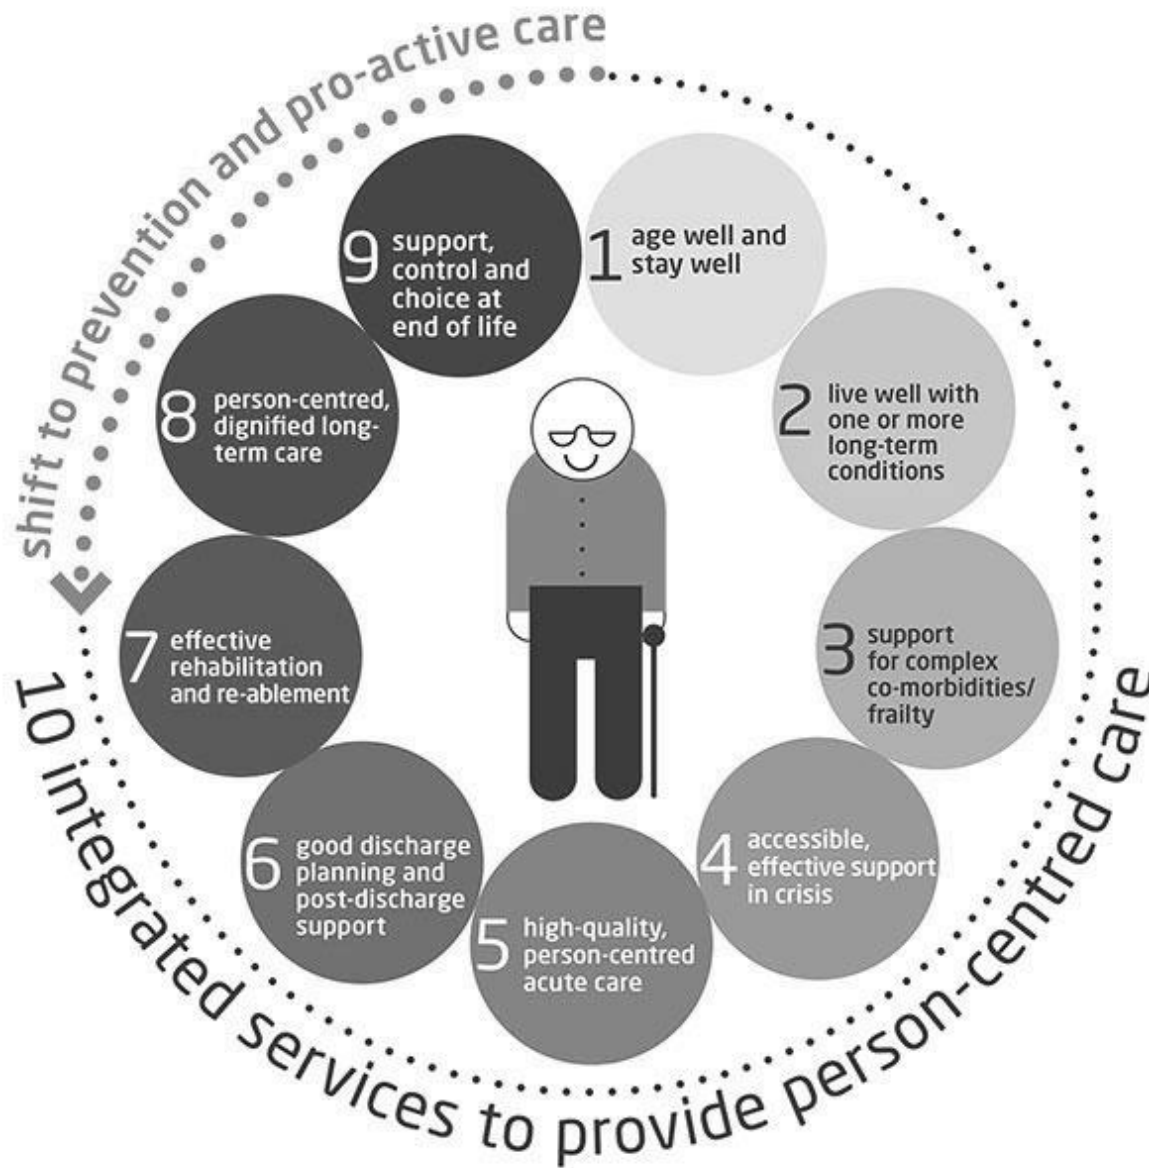 shift to prevention and pro-active care
1 age well and
stay well
2 live well with
one or more
long-term
conditions
3 support
for complex
co-morbidities/
frailty
4 accessible,
effective support
in crisis
5 high-quality,
person-centred
acute care
6 good discharge
planning and
post-discharge
support
7 effective
rehabilitation
and re-ablement
8 person-centred,
dignified long-
term care
9 support,
control and
choice at
end of life
10 integrated services to provide person-centred care